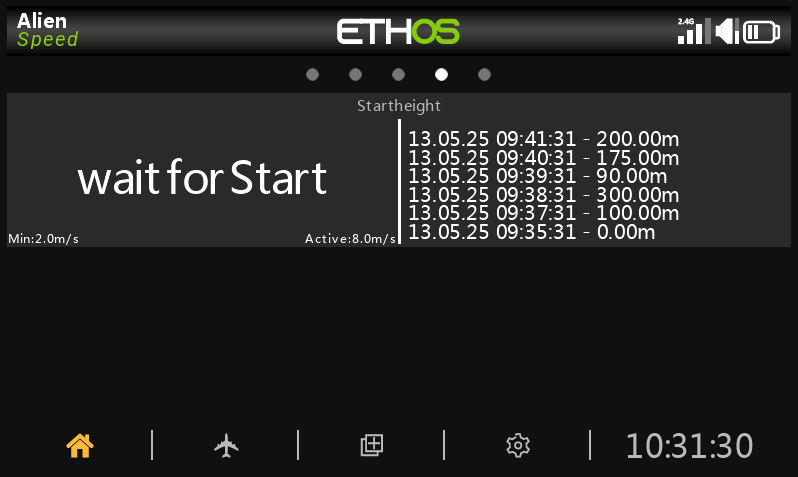 Alien
Speed
ETHOS
2.4G
Startheight
wait for Start
Min:2.0m/s
Active:8.0m/s
13.05.25 09:41:31 - 200.00m
13.05.25 09:40:31 - 175.00m
13.05.25 09:39:31 - 90.00m
13.05.25 09:38:31 - 300.00m
13.05.25 09:37:31 - 100.00m
13.05.25 09:35:31 - 0.00m
10:31:30